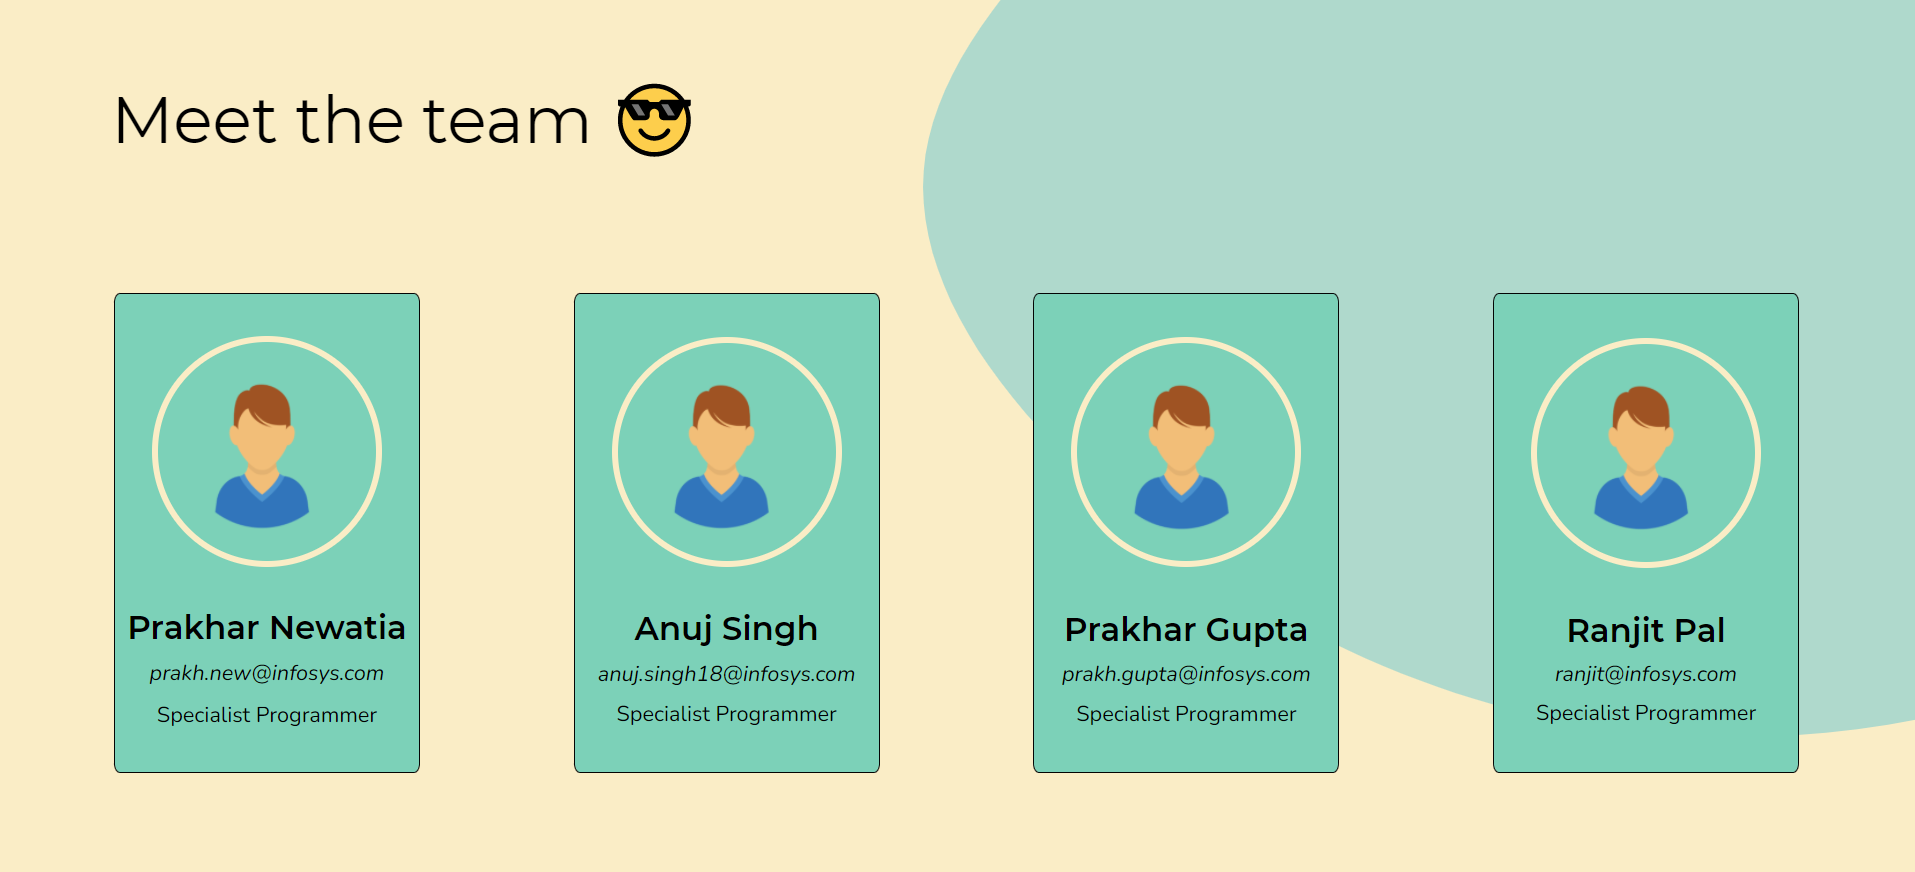 Meet the team 😎
Prakhar Newatia
prakh.new@infosys.com
Specialist Programmer
Anuj Singh
anuj.singh18@infosys.com
Specialist Programmer
Prakhar Gupta
prakh.gupta@infosys.com
Specialist Programmer
Ranjit Pal
ranjit@infosys.com
Specialist Programmer